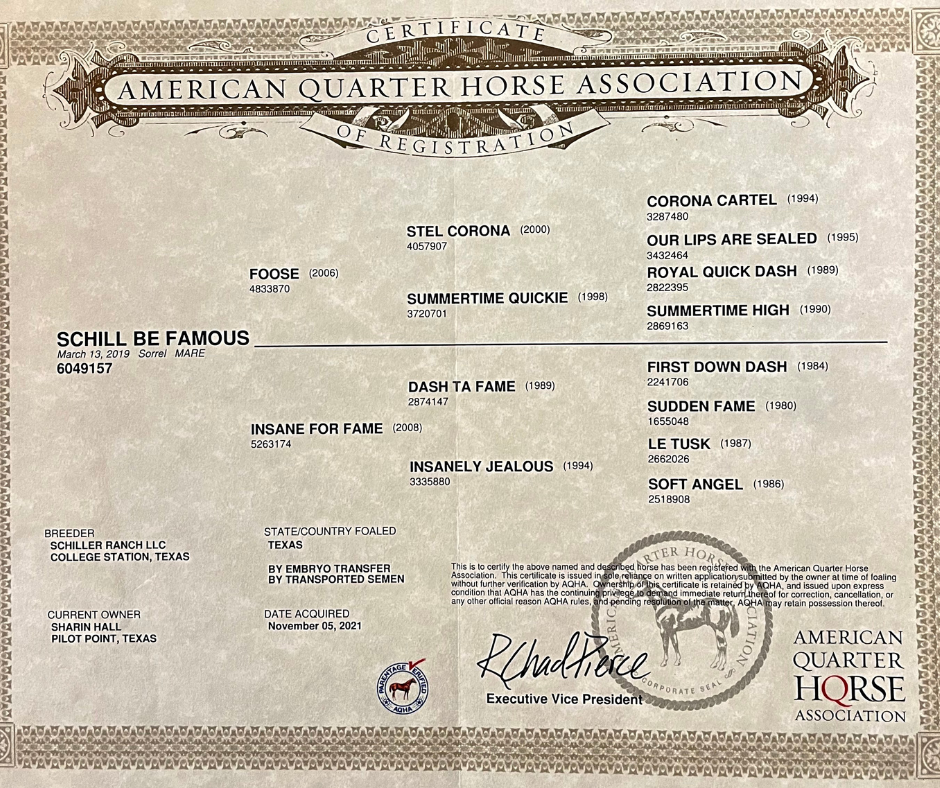 CERTIFICATE
AMERICAN QUARTER HORSE ASSOCIATION
OF REGISTRATION
CORONA CARTEL (1994)
3287480
STEL CORONA (2000)
4057907
OUR LIPS ARE SEALED (1995)
3432464
FOOSE (2006)
4833870
ROYAL QUICK DASH (1989)
2822395
SUMMERTIME QUICKIE (1998)
3720701
SUMMERTIME HIGH (1990)
2869163
SCHILL BE FAMOUS
March 13, 2019 Sorrel MARE
6049157
FIRST DOWN DASH (1984)
2241706
DASH TA FAME (1989)
2874147
SUDDEN FAME (1980)
1655048
INSANE FOR FAME (2008)
5263174
LE TUSK (1987)
2662026
INSANELY JEALOUS (1994)
3335880
SOFT ANGEL (1986)
2518908
BREEDER
SCHILLER RANCH LLC
COLLEGE STATION, TEXAS
STATE/COUNTRY FOALED
TEXAS
BY EMBRYO TRANSFER
BY TRANSPORTED SEMEN
CURRENT OWNER
SHARIN HALL
PILOT POINT, TEXAS
DATE ACQUIRED
November 05, 2021
This is to certify the above named and described horse has been registered with the American Quarter Horse
Association. This certificate is issued in sole reliance on written application submitted by the owner at time of foaling
without further verification by AQHA. Ownership of this certificate is retained by AQHA, and issued upon express
condition that AQHA has the continuing privilege to demand immediate return thereof for correction, cancellation, or
any other official reason AQHA rules, and pending resolution of the matter, AQHA may retain possession thereof.
PARENTAGE VERIFIED
AQHA
R Chad Pierce
Executive Vice President
CORPORATE SEAL
AMERICAN
QUARTER
HORSE
ASSOCIATION